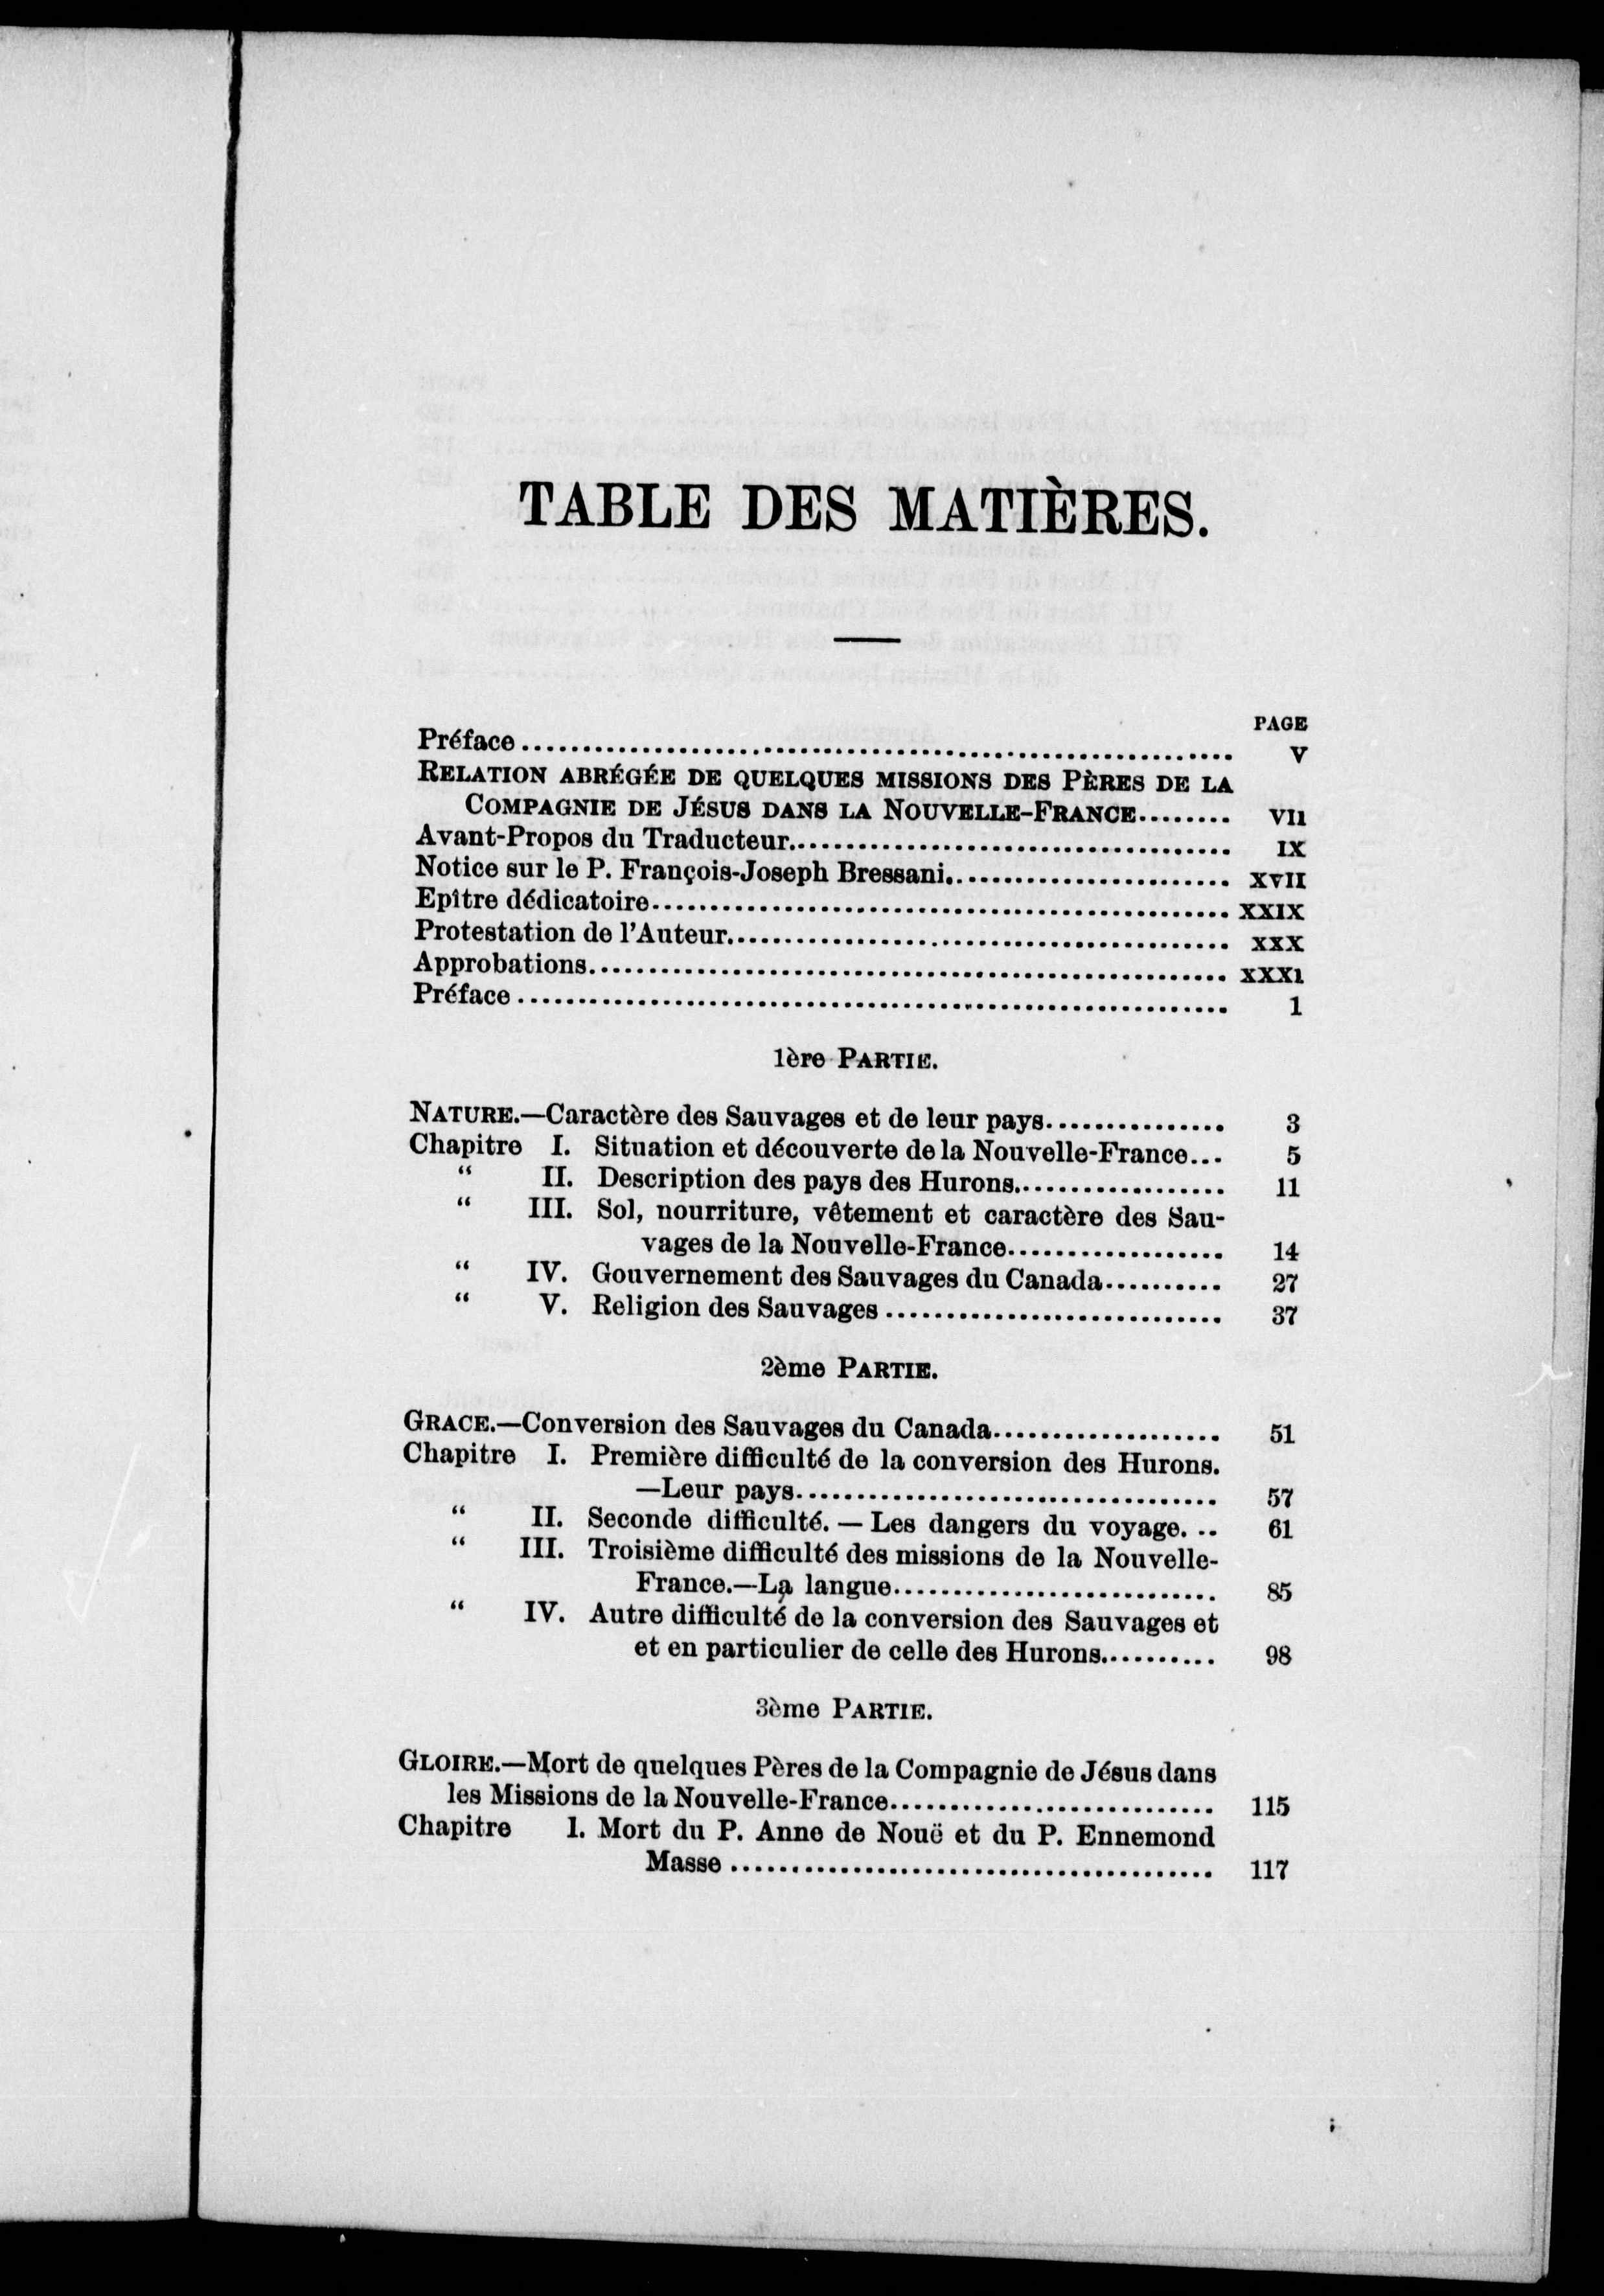 TABLE DES MATIÈRES.
PAGE
Préface.......................................................... V
RELATION ABRÉGÉE DE QUELQUES MISSIONS DES PÈRES DE LA
COMPAGNIE DE JÉSUS DANS LA NOUVELLE-FRANCE........ VII
Avant-Propos du Traducteur.................................... IX
Notice sur le P. François-Joseph Bressani........................ XVII
Epître dédicatoire................................................ XXIX
Protestation de l'Auteur.......................................... XXX
Approbations..................................................... XXXI
Préface.......................................................... 1
1ère PARTIE.
NATURE.—Caractère des Sauvages et de leur pays............... 3
Chapitre I. Situation et découverte de la Nouvelle-France... 5
“ II. Description des pays des Hurons.................. 11
“ III. Sol, nourriture, vêtement et caractère des Sau-
vages de la Nouvelle-France.................. 14
“ IV. Gouvernement des Sauvages du Canada.......... 27
“ V. Religion des Sauvages............................ 37
2ème PARTIE.
GRACE.—Conversion des Sauvages du Canada................... 51
Chapitre I. Première difficulté de la conversion des Hurons.
—Leur pays................................... 57
“ II. Seconde difficulté. — Les dangers du voyage. .. 61
“ III. Troisième difficulté des missions de la Nouvelle-
France.—La langue........................... 85
“ IV. Autre difficulté de la conversion des Sauvages et
et en particulier de celle des Hurons.......... 98
3ème PARTIE.
GLOIRE.—Mort de quelques Pères de la Compagnie de Jésus dans
les Missions de la Nouvelle-France........................... 115
Chapitre I. Mort du P. Anne de Nouë et du P. Ennemond
Masse........................................ 117